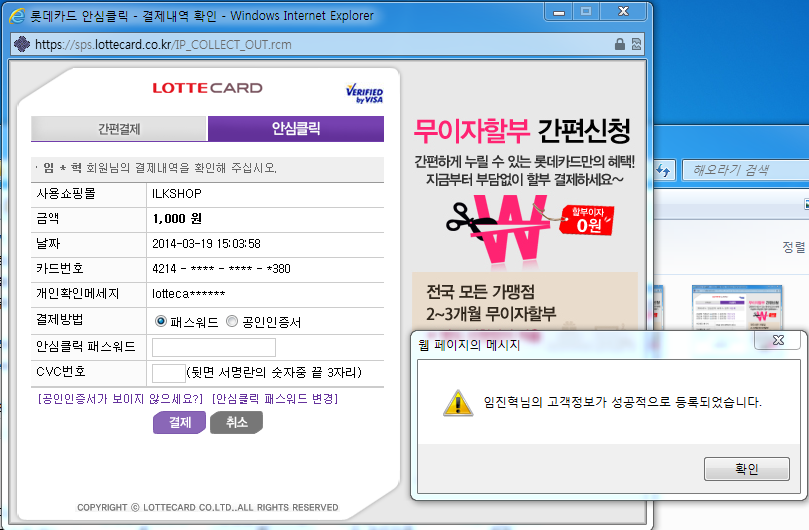 롯데카드 안심클릭 - 결제내역 확인 - Windows Internet Explorer
https://sps.lottecard.co.kr/IP_COLLECT_OUT.rcm
LOTTECARD
VERIFIED
by VISA
간편결제
안심클릭
· 임 * 혁 회원님의 결제내역을 확인해 주십시오.
사용쇼핑몰 ILKSHOP
금액 1,000 원
날짜 2014-03-19 15:03:58
카드번호 4214 - **** - **** - *380
개인확인메세지 lotteca******
결제방법 패스워드 공인인증서
안심클릭 패스워드
CVC번호 (뒷면 서명란의 숫자중 끝 3자리)
[공인인증서가 보이지 않으세요?] [안심클릭 패스워드 변경]
결제 취소
COPYRIGHT ⓒ LOTTECARD CO.LTD.,ALL RIGHTS RESERVED
무이자할부 간편신청
간편하게 누릴 수 있는 롯데카드만의 혜택!
지금부터 부담없이 할부 결제하세요~
할부이자
0원
전국 모든 가맹점
2~3개월 무이자할부
해오라기 검색
정렬
웹 페이지의 메시지
임진혁님의 고객정보가 성공적으로 등록되었습니다.
확인